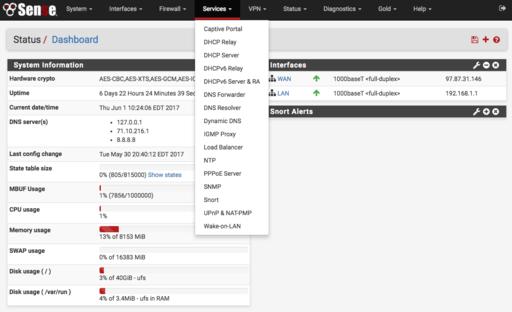 Sense
System Interfaces Firewall Services VPN Status Diagnostics Gold Help
Status / Dashboard
Captive Portal
DHCP Relay
DHCP Server
DHCPv6 Relay
DHCPv6 Server & RA
DNS Forwarder
DNS Resolver
Dynamic DNS
IGMP Proxy
Load Balancer
NTP
PPPoE Server
SNMP
Snort
UPnP & NAT-PMP
Wake-on-LAN
System Information
Hardware crypto AES-CBC,AES-XTS,AES-GCM,AES-IC
Uptime 6 Days 22 Hours 24 Minutes 39 Sec
Current date/time Thu Jun 1 10:24:06 EDT 2017
DNS server(s)
• 127.0.0.1
• 71.10.216.1
• 8.8.8.8
Last config change Tue May 30 20:40:12 EDT 2017
State table size
0% (805/815000) Show states
MBUF Usage
1% (7856/1000000)
CPU usage
1%
Memory usage
13% of 8153 MiB
SWAP usage
0% of 16383 MiB
Disk usage ( / )
3% of 40GiB - ufs
Disk usage ( /var/run )
4% of 3.4MiB - ufs in RAM
Interfaces
WAN 1000baseT <full-duplex> 97.87.31.146
LAN 1000baseT <full-duplex> 192.168.1.1
Snort Alerts